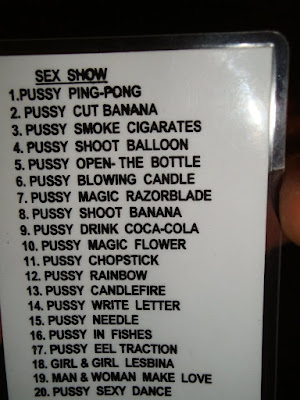 SEX SHOW
1.PUSSY PING-PONG
2. PUSSY CUT BANANA
3. PUSSY SMOKE CIGARATES
4. PUSSY SHOOT BALLOON
5. PUSSY OPEN- THE BOTTLE
6. PUSSY BLOWING CANDLE
7. PUSSY MAGIC RAZORBLADE
8. PUSSY SHOOT BANANA
9. PUSSY DRINK COCA-COLA
10. PUSSY MAGIC FLOWER
11. PUSSY CHOPSTICK
12. PUSSY RAINBOW
13. PUSSY CANDLEFIRE
14. PUSSY WRITE LETTER
15. PUSSY NEEDLE
16. PUSSY IN FISHES
17. PUSSY EEL TRACTION
18. GIRL & GIRL LESBINA
19. MAN & WOMAN MAKE LOVE
20. PUSSY SEXY DANCE